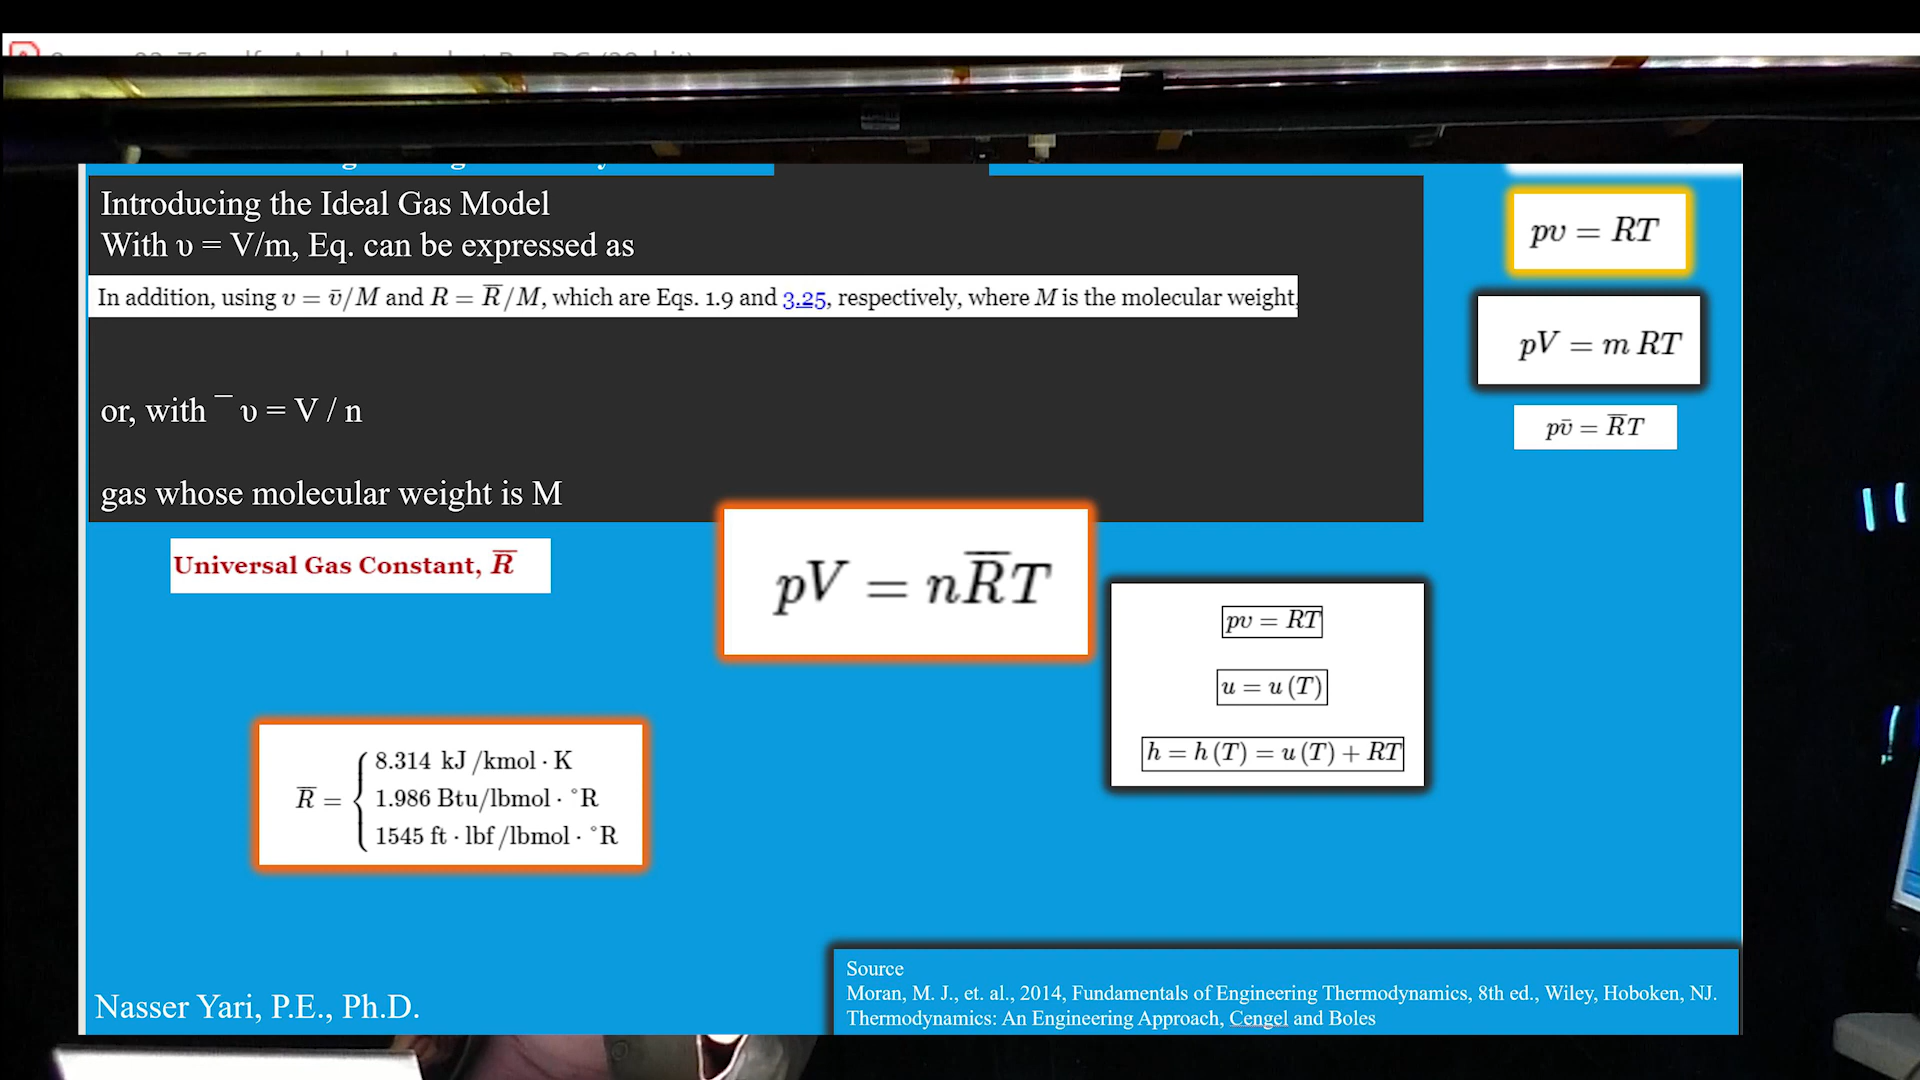 Introducing the Ideal Gas Model
With υ = V/m, Eq. can be expressed as
In addition, using v = v̄/M and R = R̅/M, which are Eqs. 1.9 and 3.25, respectively, where M is the molecular weight,
or, with ¯ υ = V / n
gas whose molecular weight is M
pv = RT
pV = m RT
pv̄ = R̅T
Universal Gas Constant, R̅
pV = nR̅T
pv = RT
u = u (T)
h = h (T) = u (T) + RT
R̅ = { 8.314 kJ/kmol · K
1.986 Btu/lbmol · °R
1545 ft · lbf/lbmol · °R
Source
Moran, M. J., et. al., 2014, Fundamentals of Engineering Thermodynamics, 8th ed., Wiley, Hoboken, NJ.
Thermodynamics: An Engineering Approach, Cengel and Boles
Nasser Yari, P.E., Ph.D.